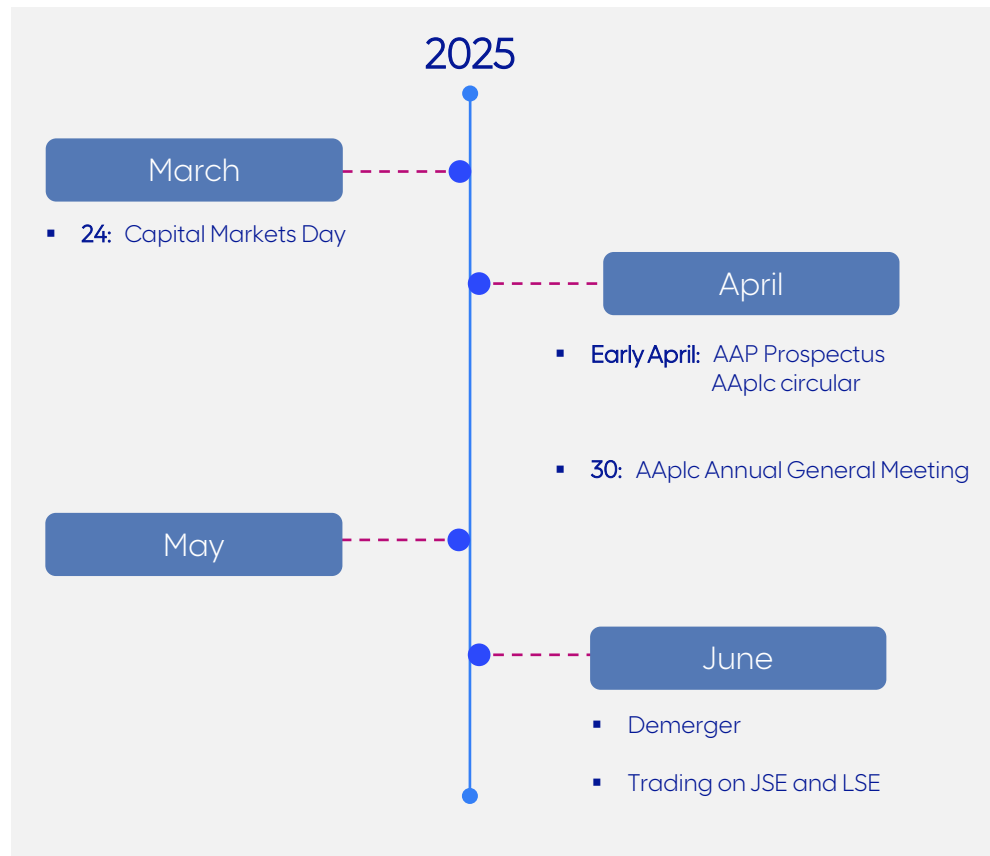 2025
March
▪ 24: Capital Markets Day
April
▪ Early April: AAP Prospectus
AAplc circular
▪ 30: AAplc Annual General Meeting
May
June
▪ Demerger
▪ Trading on JSE and LSE